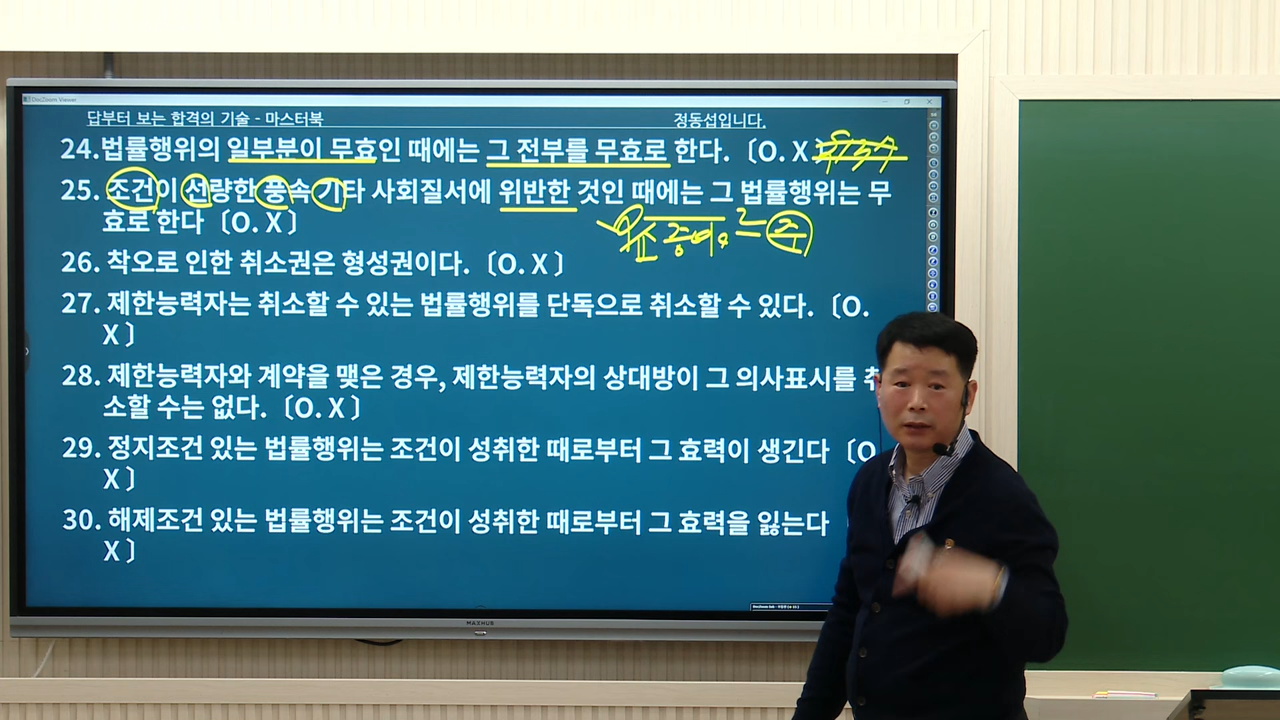 DocZoom Viewer
답부터 보는 합격의 기술 - 마스터북 정동섭입니다.
24.법률행위의 일부분이 무효인 때에는 그 전부를 무효로 한다.〔O. X
25. 조건이 선량한 풍속 기타 사회질서에 위반한 것인 때에는 그 법률행위는 무
효로 한다〔O. X〕
26. 착오로 인한 취소권은 형성권이다.〔O. X〕
27. 제한능력자는 취소할 수 있는 법률행위를 단독으로 취소할 수 있다.〔O.
X〕
28. 제한능력자와 계약을 맺은 경우, 제한능력자의 상대방이 그 의사표시를 취
소할 수는 없다.〔O. X〕
29. 정지조건 있는 법률행위는 조건이 성취한 때로부터 그 효력이 생긴다〔O
X〕
30. 해제조건 있는 법률행위는 조건이 성취한 때로부터 그 효력을 잃는다
X〕
MAXHUB